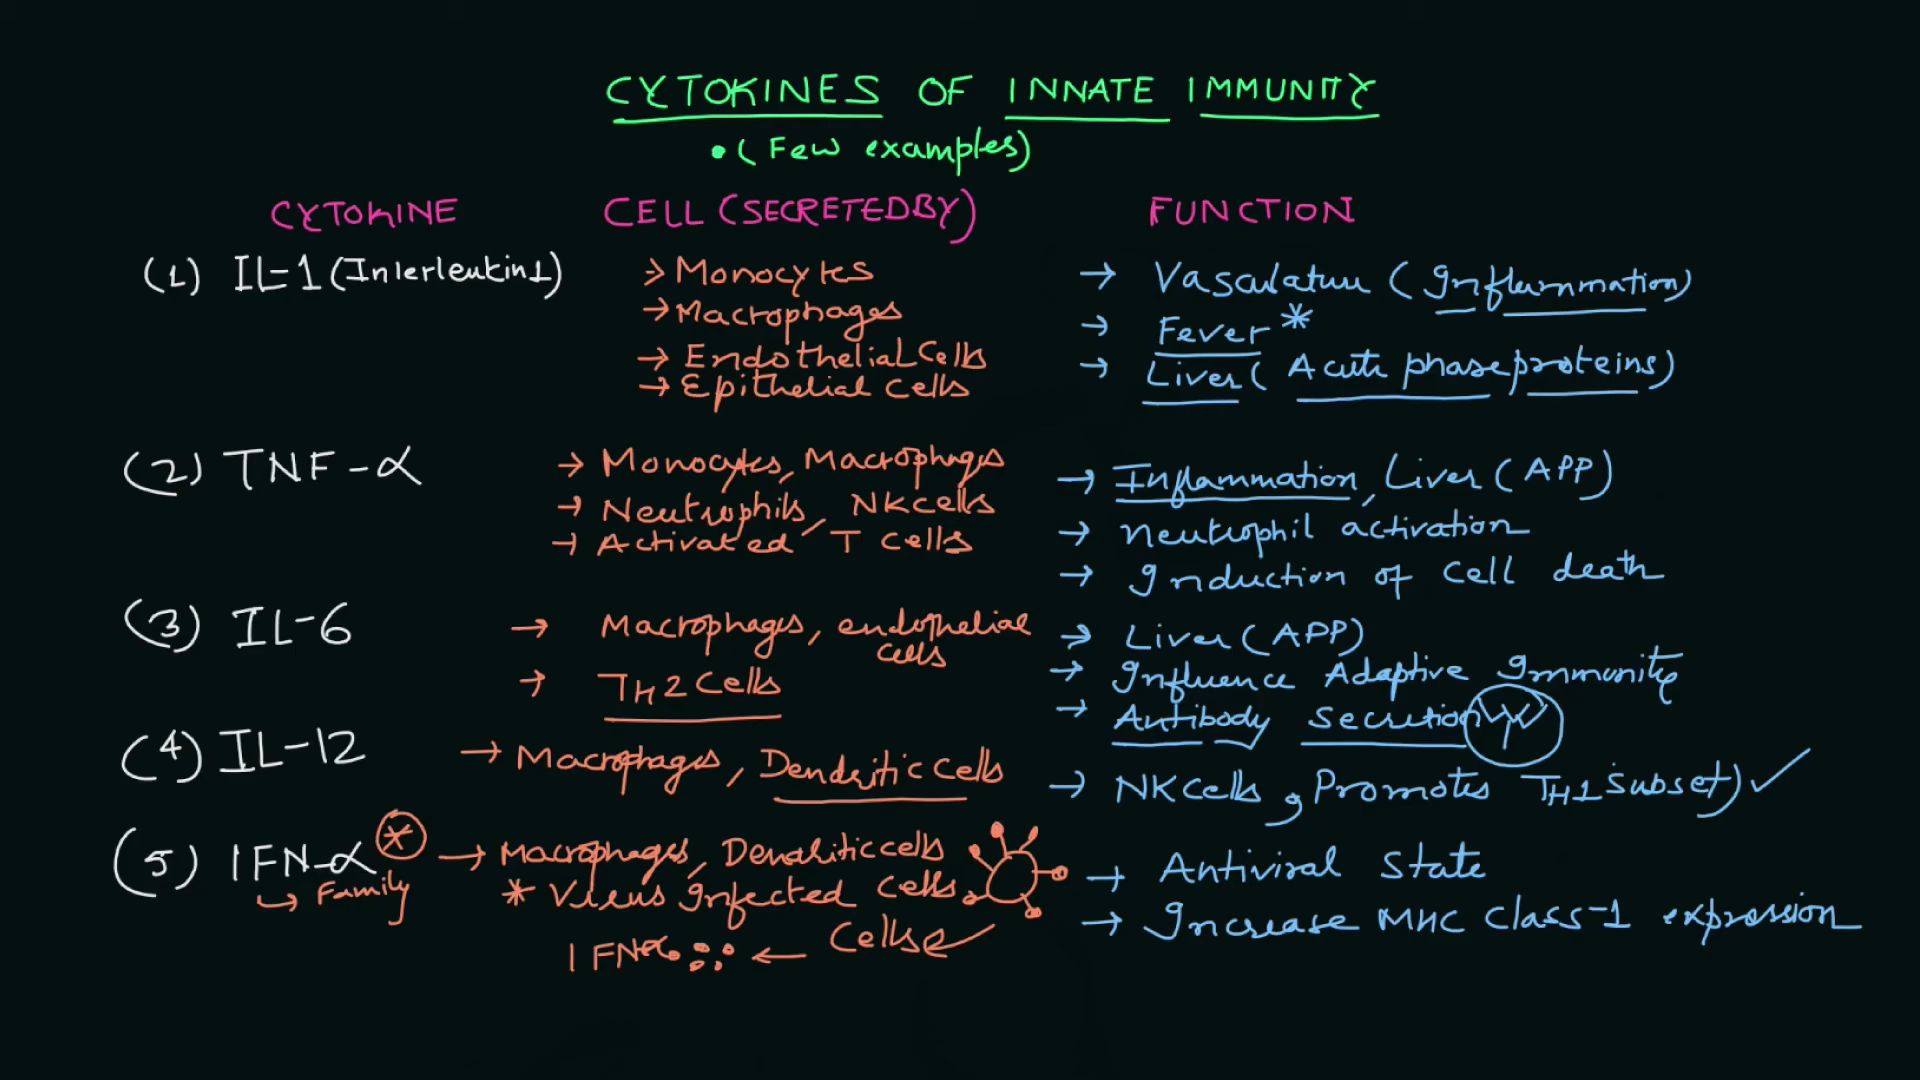 CYTOKINES OF INNATE IMMUNITY
• (Few examples)
CYTOKINE CELL (SECRETED BY) FUNCTION
(1) IL-1 (Interleukin1) → Monocytes → Vasculature (Inflammation)
→ Macrophages → Fever *
→ Endothelial Cells → Liver (Acute phase proteins)
→ Epithelial cells
(2) TNF-α → Monocytes, Macrophages → Inflammation, Liver (APP)
→ Neutrophils, NK cells → Neutrophil activation
→ Activated T cells → Induction of cell death
(3) IL-6 → Macrophages, endothelial cells → Liver (APP)
→ TH2 Cells → Influence Adaptive Immunity
→ Antibody secretion
(4) IL-12 → Macrophages, Dendritic cells → NK cells, Promotes TH1 subset) ✓
(5) IFN-α * → Macrophages, Dendritic cells → Antiviral State
↳ Family * Virus Infected cells → Increase MHC class-1 expression
IFNα ← Cells